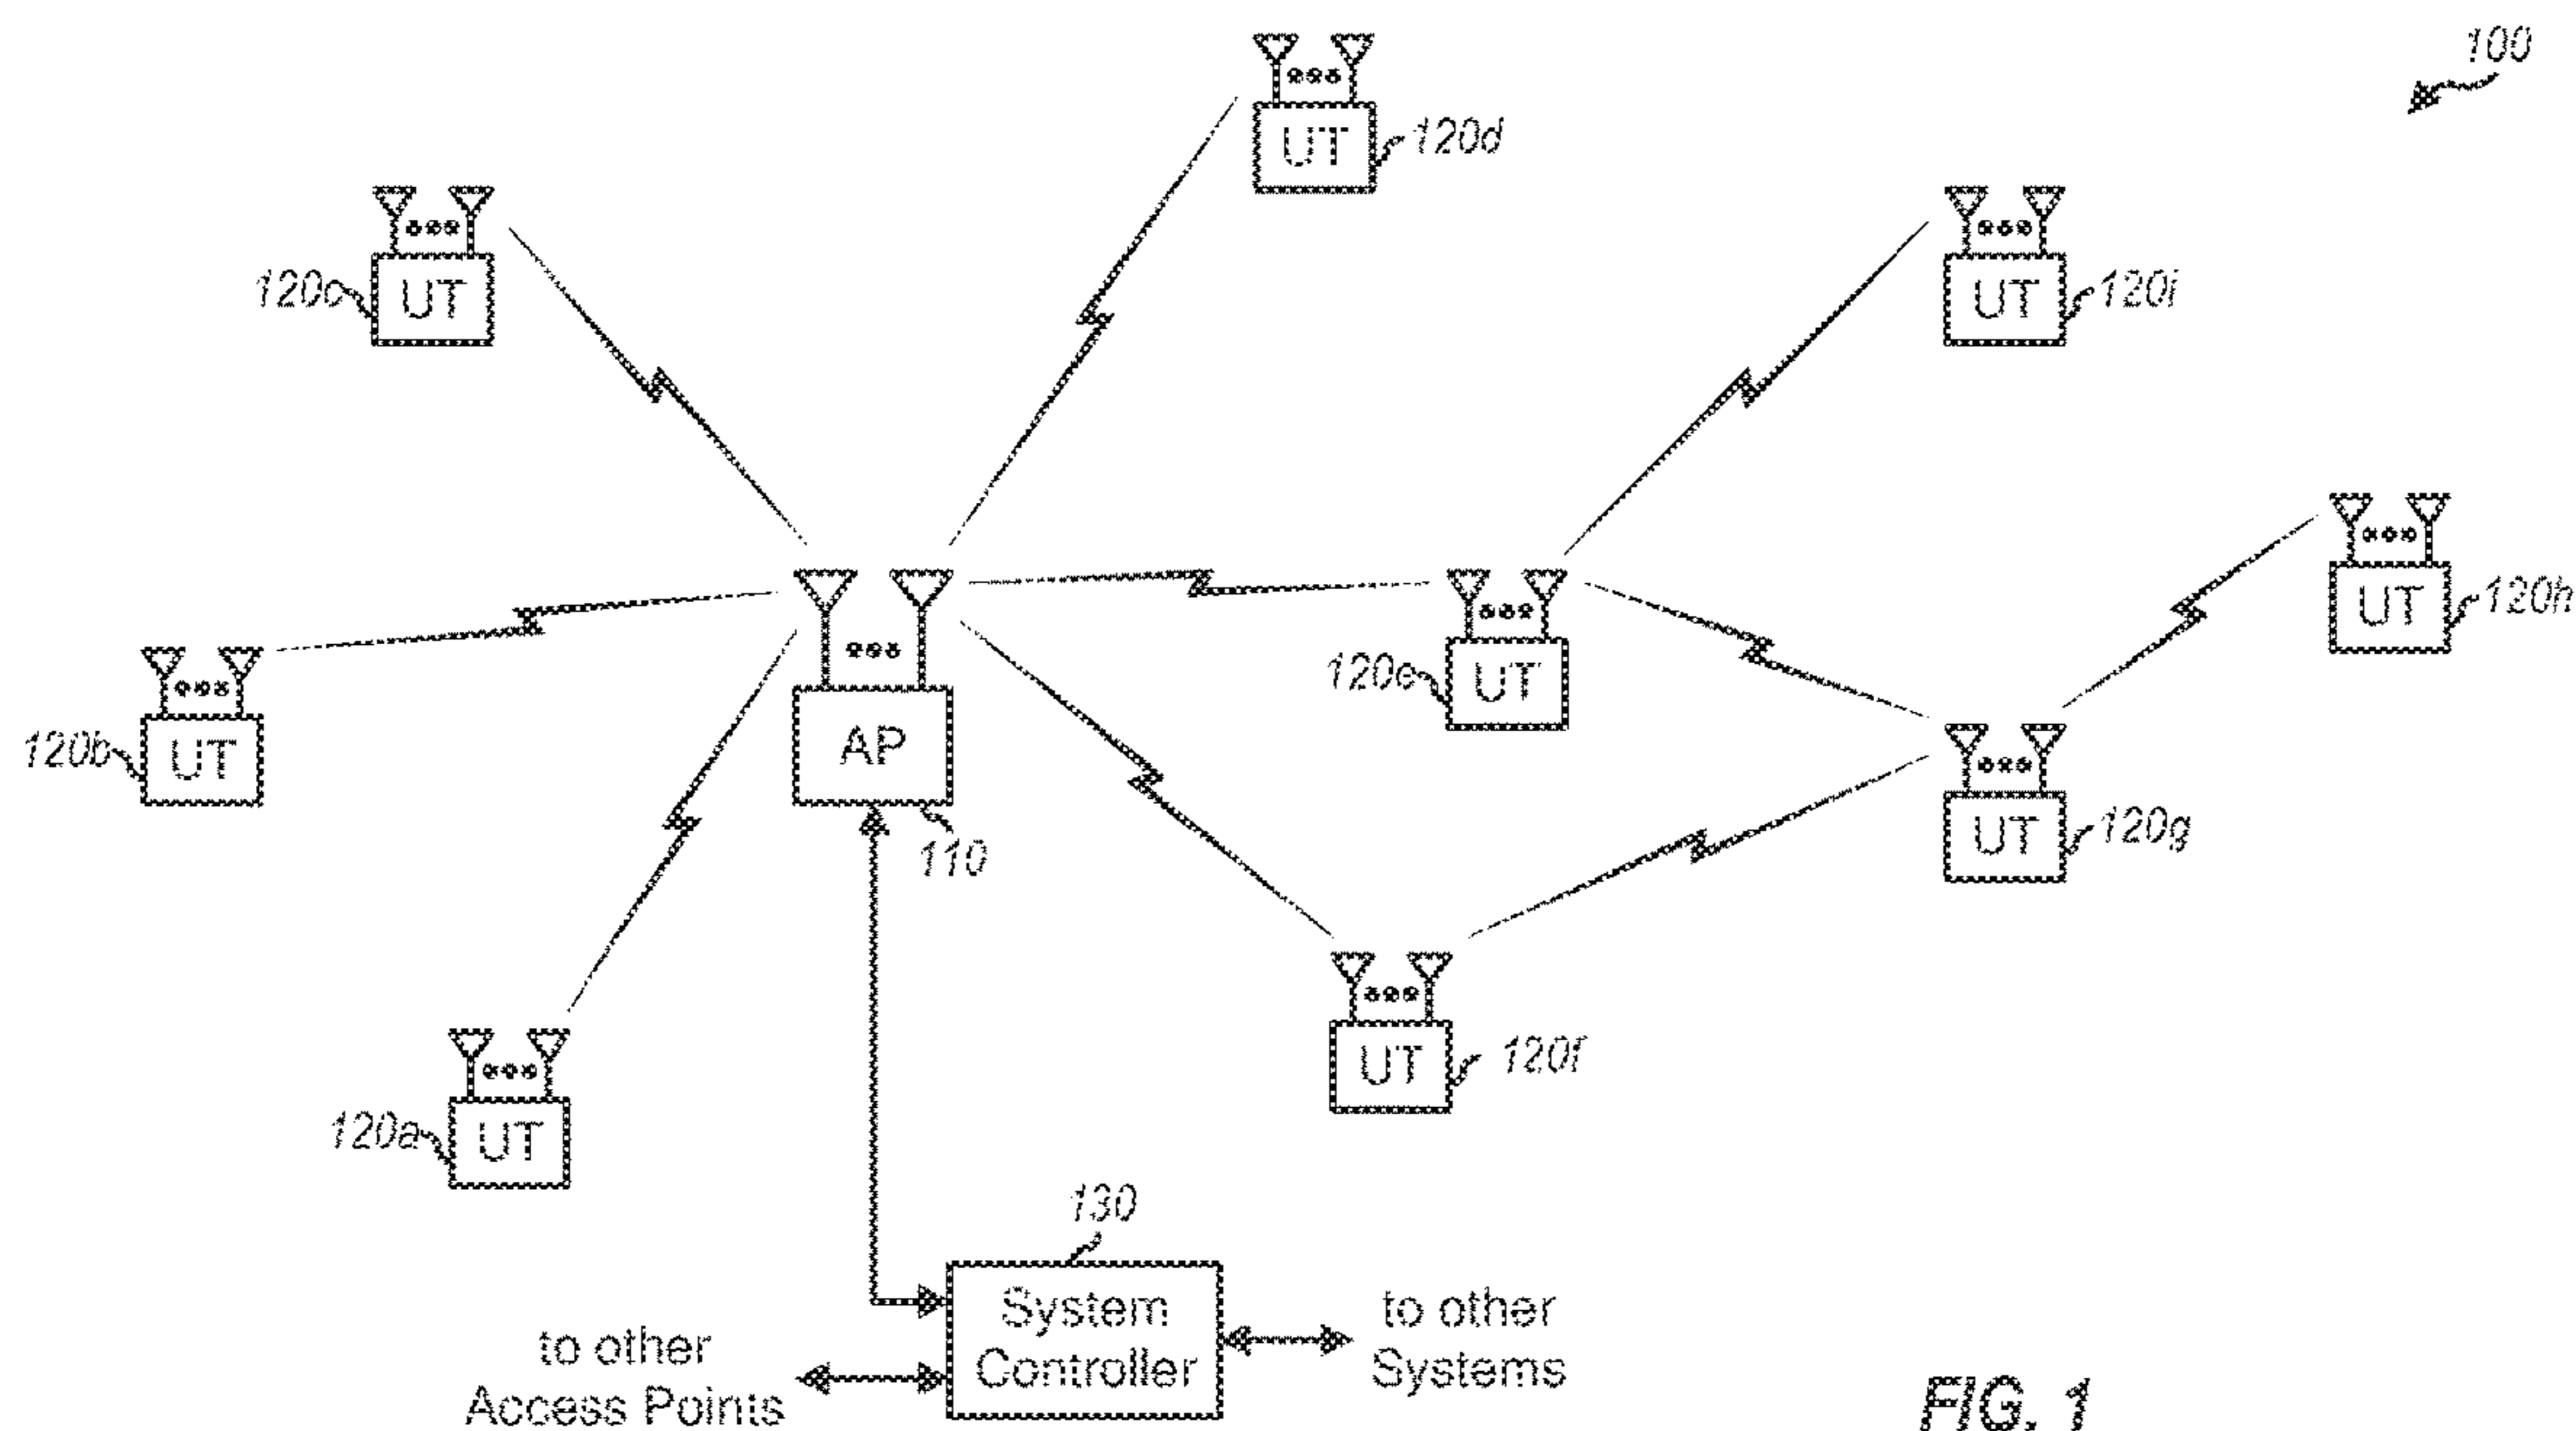 100
UT
120d
UT
120c
UT
120i
UT
120h
UT
120e
UT
120b
AP
110
UT
120g
UT
120f
UT
120a
130
System
Controller
to other
Access Points
to other
Systems
FIG. 1